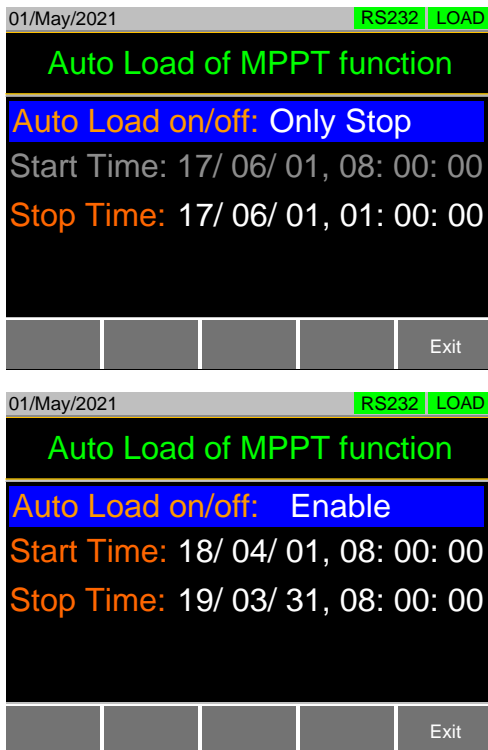 01/May/2021 RS232 LOAD
Auto Load of MPPT function
Auto Load on/off: Only Stop
Start Time: 17/ 06/ 01, 08: 00: 00
Stop Time: 17/ 06/ 01, 01: 00: 00
Exit
01/May/2021 RS232 LOAD
Auto Load of MPPT function
Auto Load on/off: Enable
Start Time: 18/ 04/ 01, 08: 00: 00
Stop Time: 19/ 03/ 31, 08: 00: 00
Exit